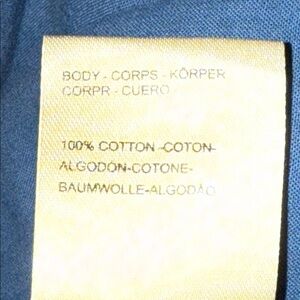 BODY - CORPS - KÖRPER
CORPR - CUERO
100% COTTON -COTON-
ALGODON-COTONE-
BAUMWOLLE-ALGODÃO